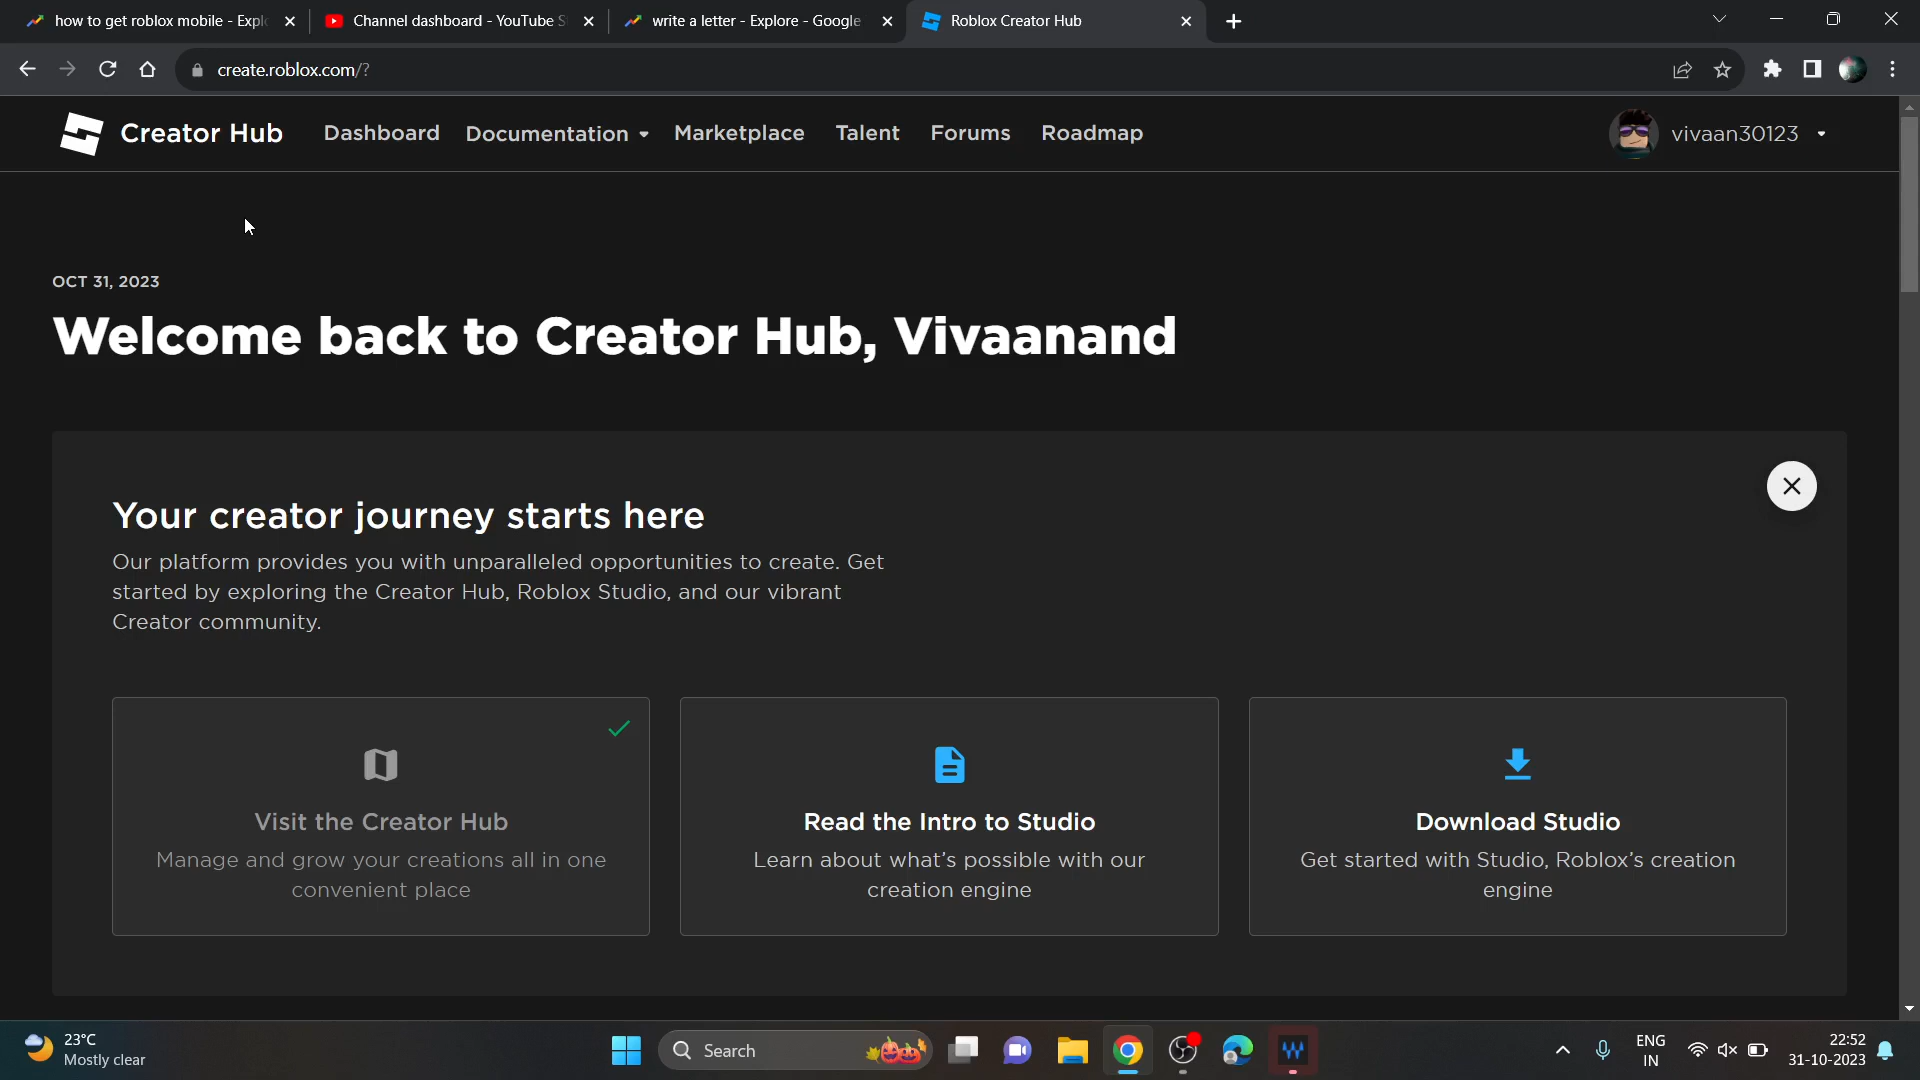 how to get roblox mobile - Expl
Channel dashboard - YouTube S
write a letter - Explore - Google
Roblox Creator Hub
create.roblox.com/?
Creator Hub
Dashboard
Documentation
Marketplace
Talent
Forums
Roadmap
vivaan30123
OCT 31, 2023
Welcome back to Creator Hub, Vivaanand
Your creator journey starts here
Our platform provides you with unparalleled opportunities to create. Get
started by exploring the Creator Hub, Roblox Studio, and our vibrant
Creator community.
Visit the Creator Hub
Manage and grow your creations all in one
convenient place
Read the Intro to Studio
Learn about what's possible with our
creation engine
Download Studio
Get started with Studio, Roblox's creation
engine
23°C
Mostly clear
Search
ENG
IN
22:52
31-10-2023